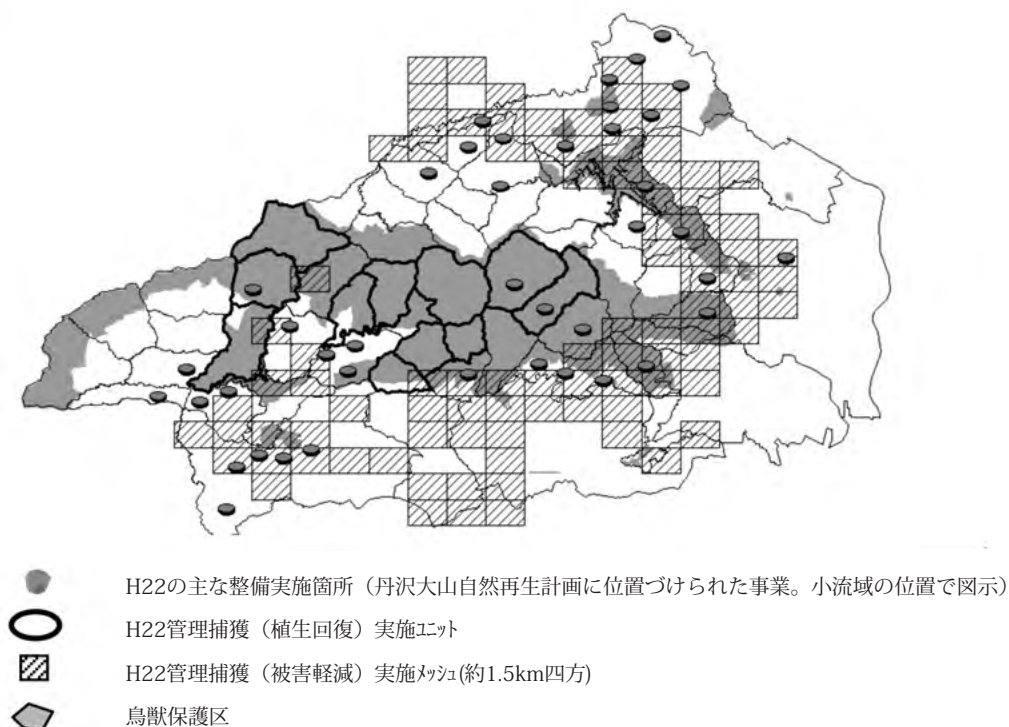 H22の主な整備実施箇所（丹沢大山自然再生計画に位置づけられた事業。小流域の位置で図示）
H22管理捕獲（植生回復）実施ﾕﾆｯﾄ
H22管理捕獲（被害軽減）実施ﾒｯｼｭ(約1.5km四方)
鳥獣保護区